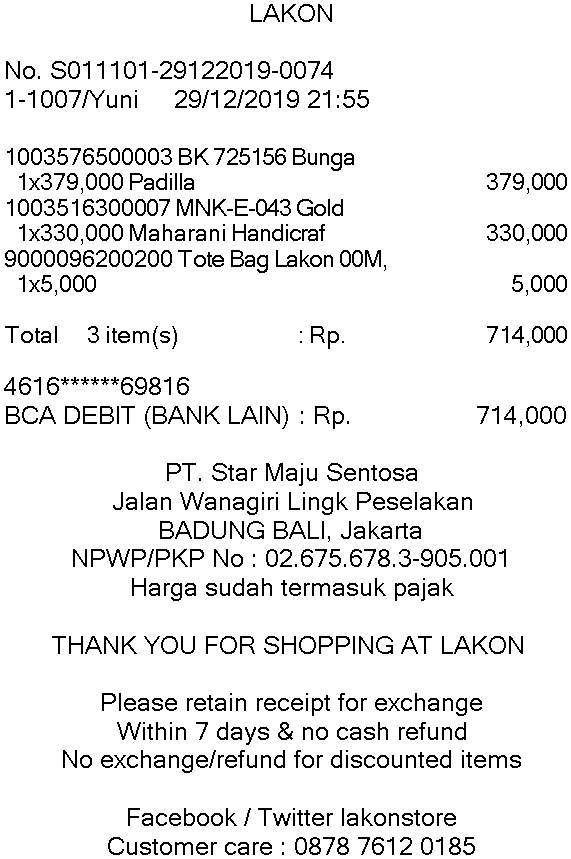 LAKON
No. S011101-29122019-0074
1-1007/Yuni 29/12/2019 21:55
1003576500003 BK 725156 Bunga
1x379,000 Padilla 379,000
1003516300007 MNK-E-043 Gold
1x330,000 Maharani Handicraf 330,000
9000096200200 Tote Bag Lakon 00M,
1x5,000 5,000
Total 3 item(s) : Rp. 714,000
4616******69816
BCA DEBIT (BANK LAIN) : Rp. 714,000
PT. Star Maju Sentosa
Jalan Wanagiri Lingk Peselakan
BADUNG BALI, Jakarta
NPWP/PKP No : 02.675.678.3-905.001
Harga sudah termasuk pajak
THANK YOU FOR SHOPPING AT LAKON
Please retain receipt for exchange
Within 7 days & no cash refund
No exchange/refund for discounted items
Facebook / Twitter lakonstore
Customer care : 0878 7612 0185